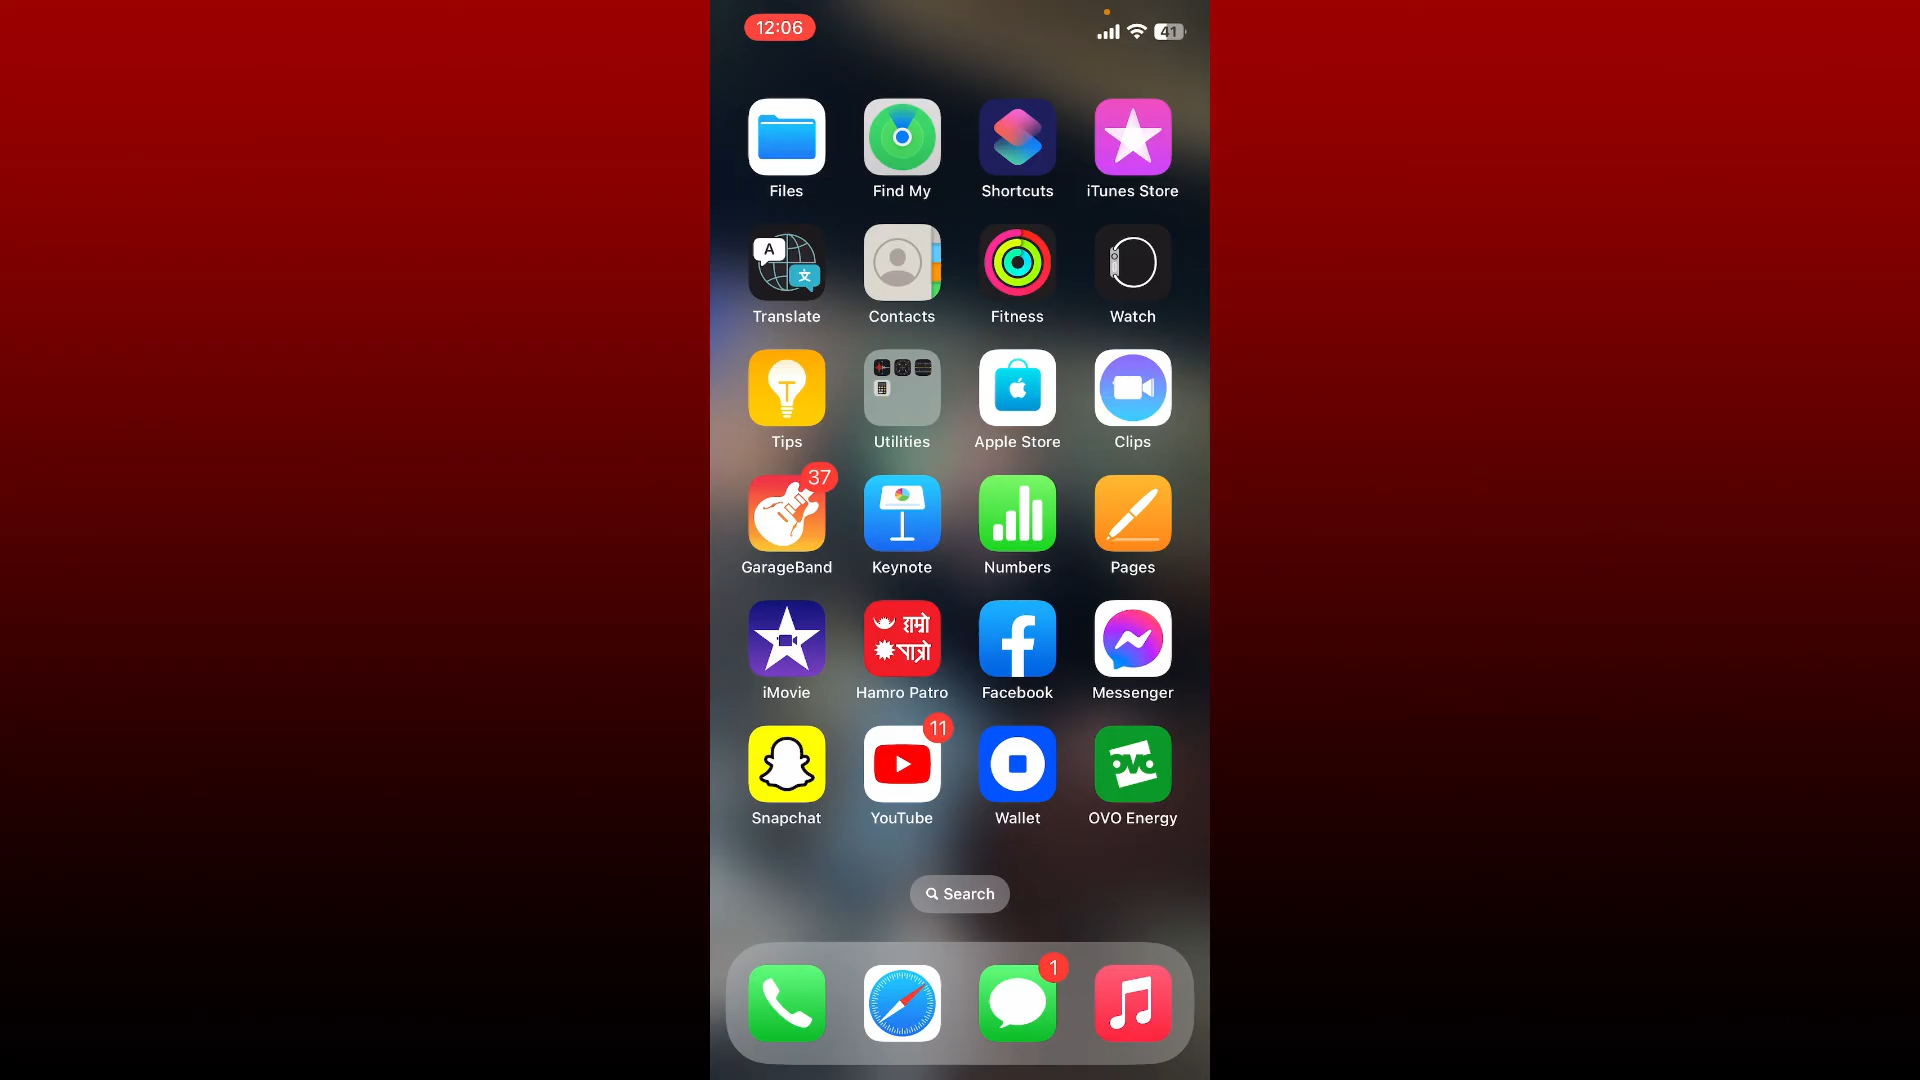 12:06
41
Files
Find My
Shortcuts
iTunes Store
A
文
Translate
Contacts
Fitness
Watch
Tips
Utilities
Apple Store
Clips
37
GarageBand
Keynote
Numbers
Pages
हाम्रो
पात्रो
iMovie
Hamro Patro
Facebook
Messenger
11
OVO
Snapchat
YouTube
Wallet
OVO Energy
Search
1